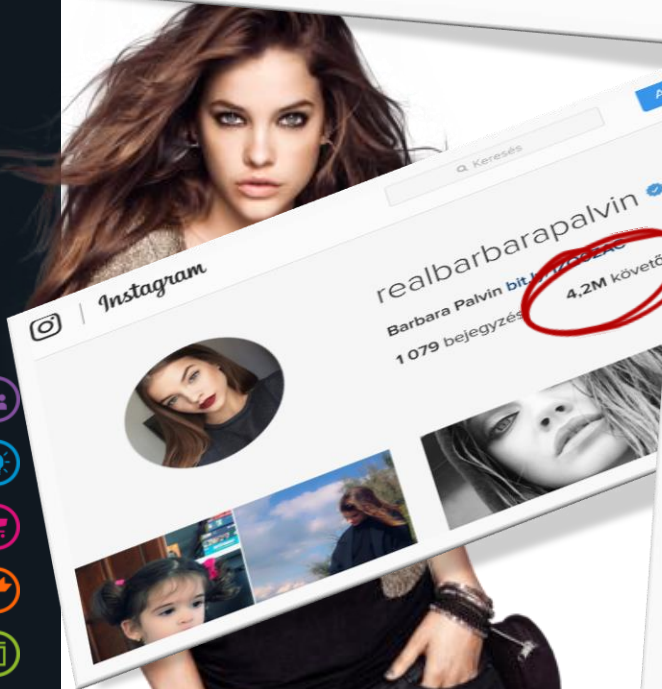 Keresés
Instagram
realbarbarapalvin
Barbara Palvin
1 079 bejegyzés
4,2M követő